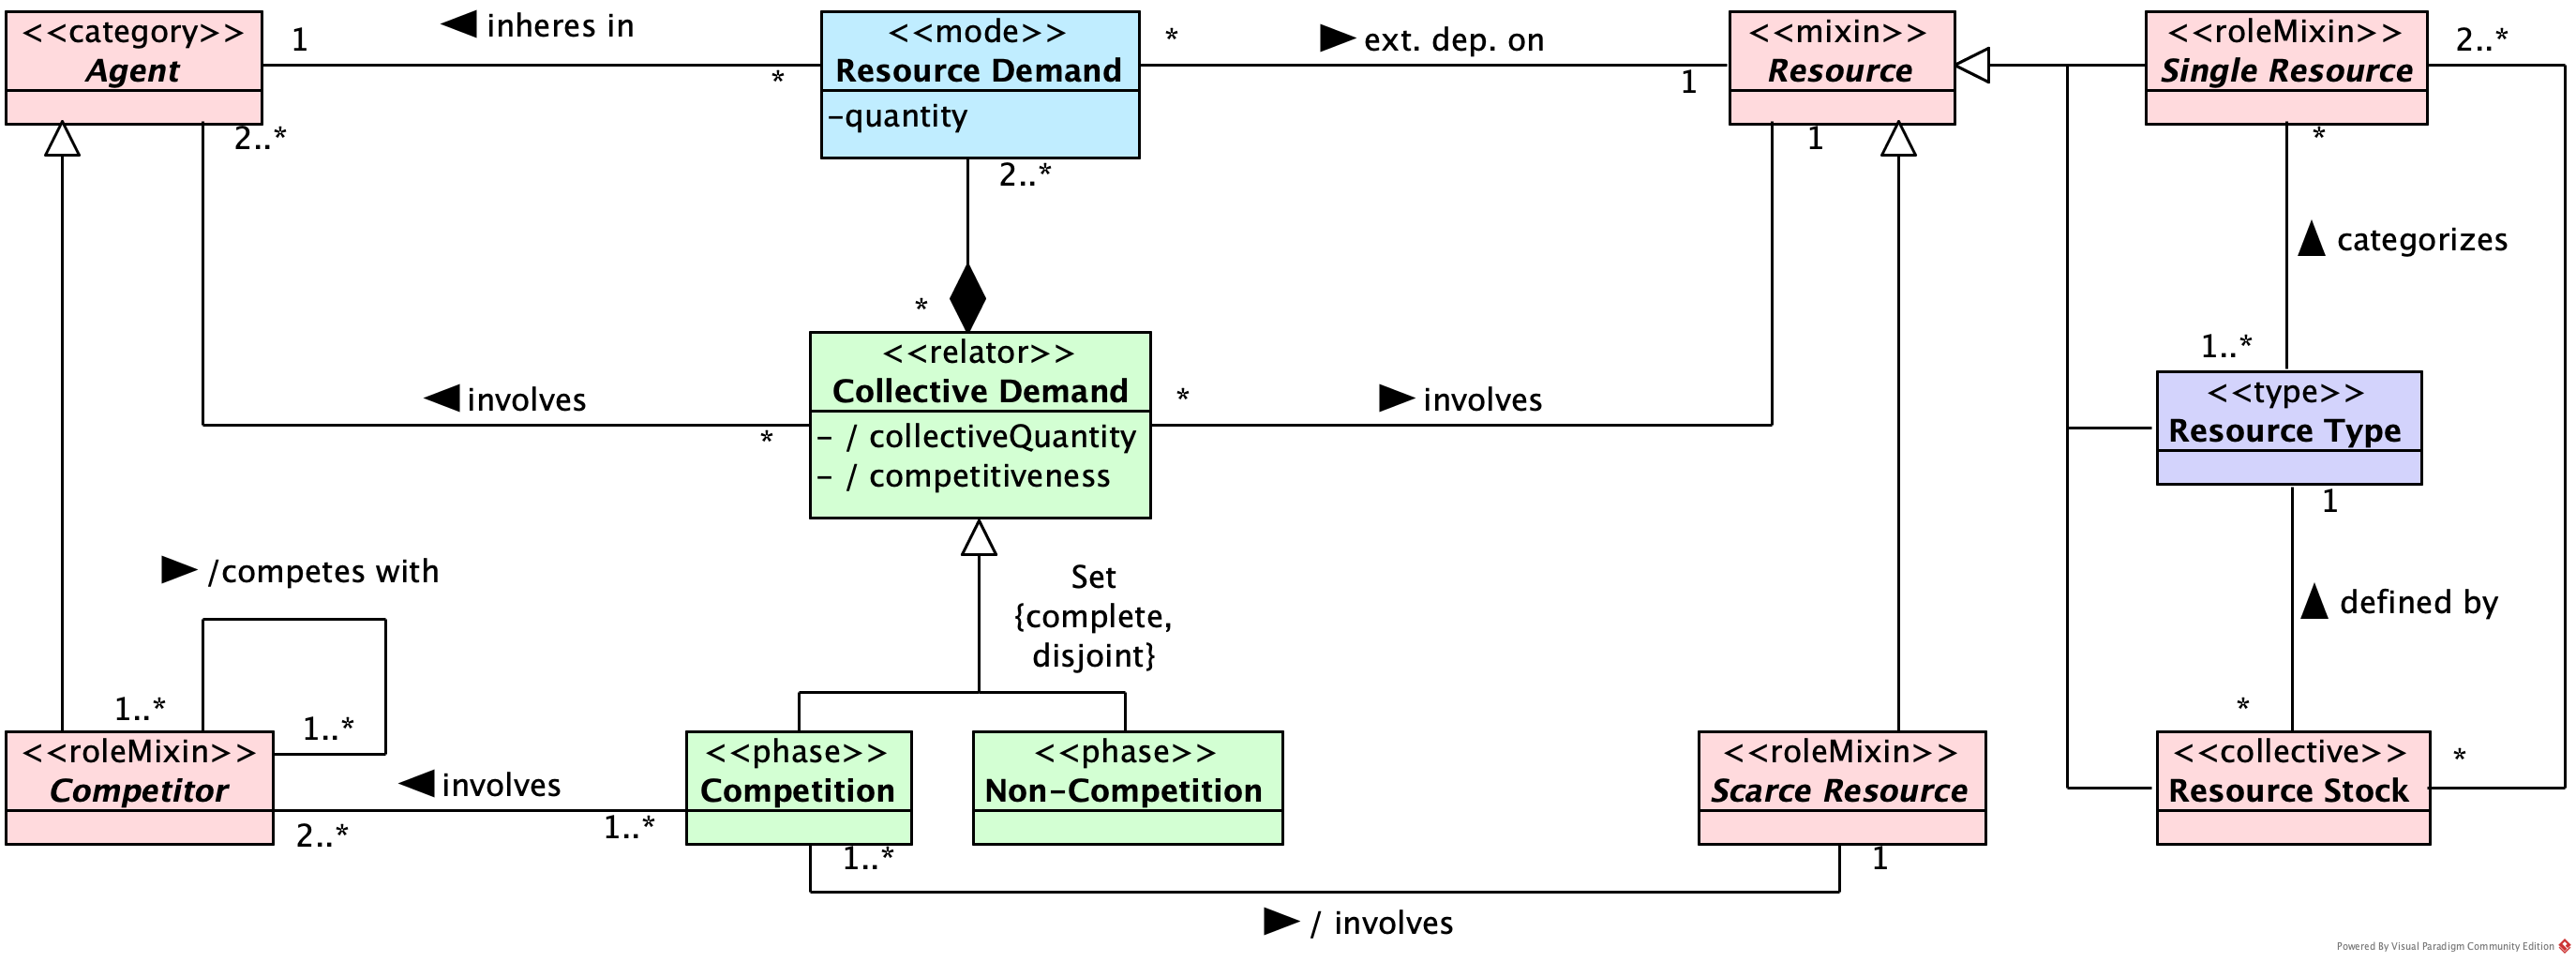 <<category>>
Agent
1
◀ inheres in
*
<<mode>>
Resource Demand
-quantity
*
▶ ext. dep. on
1
<<mixin>>
Resource
<<roleMixin>>
Single Resource
2..*
2..*
2..*
1
*
▲ categorizes
1..*
*
<<relator>>
Collective Demand
- / collectiveQuantity
- / competitiveness
◀ involves
*
*
▶ involves
<<type>>
Resource Type
1
▶ /competes with
Set
{complete,
disjoint}
▲ defined by
1..*
1..*
*
<<roleMixin>>
Competitor
◀ involves
2..*
1..*
<<phase>>
Competition
<<phase>>
Non-Competition
<<roleMixin>>
Scarce Resource
<<collective>>
Resource Stock
*
1..*
1
▶ / involves
Powered By Visual Paradigm Community Edition